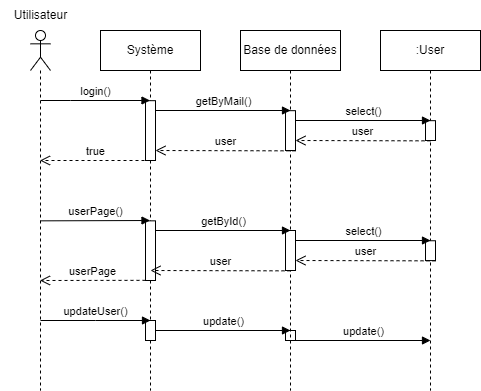 Utilisateur
Système
Base de données
:User
login()
getByMail()
select()
user
user
true
userPage()
getById()
select()
user
user
userPage
updateUser()
update()
update()